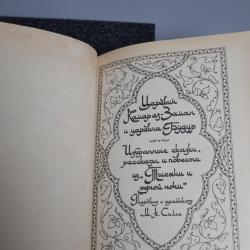 Царевич
Камар аз-Заман
и царевна Будур
Избранные сказки,
рассказы и повести
из „Тысячи и
одной ночи“
Перевод с арабского
М. А. Салье